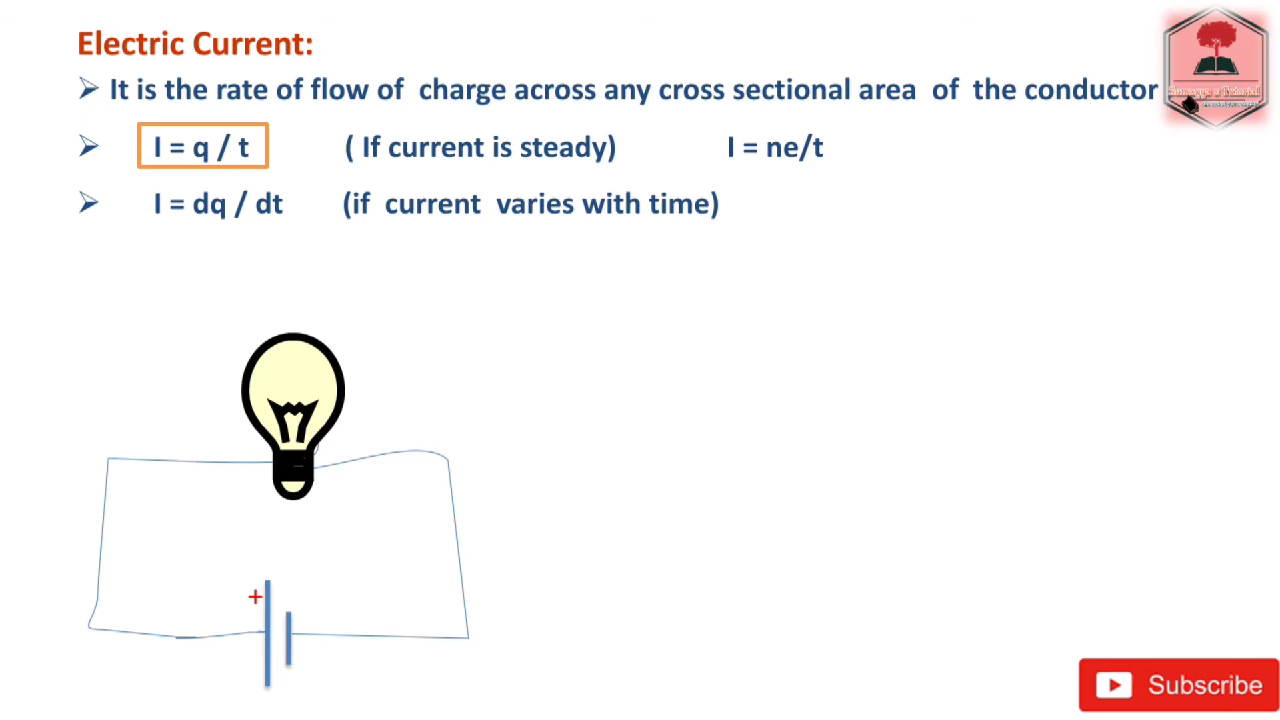 Electric Current:
➢ It is the rate of flow of charge across any cross sectional area of the conductor
➢ I = q / t ( If current is steady) I = ne/t
➢ I = dq / dt (if current varies with time)
+
Subscribe